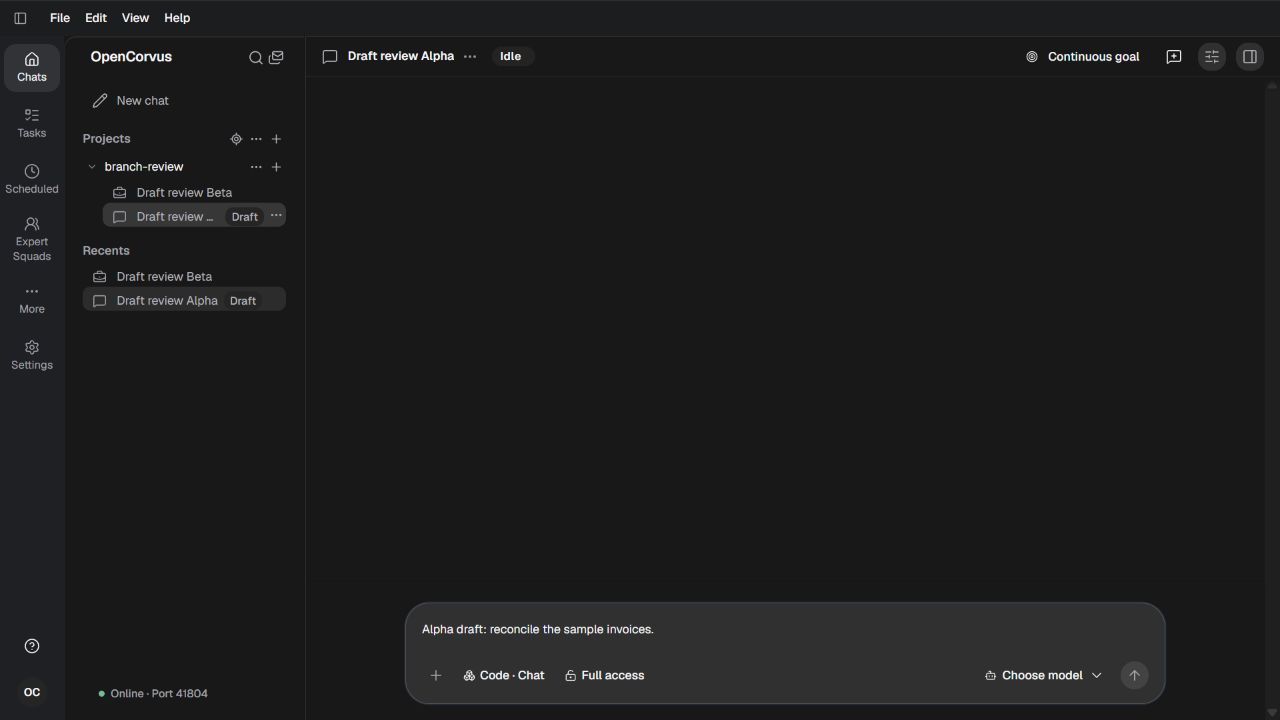 File Edit View Help
Chats
Tasks
Scheduled
Expert
Squads
More
Settings
OC
OpenCorvus
New chat
Projects
branch-review
Draft review Beta
Draft review ... Draft
Recents
Draft review Beta
Draft review Alpha Draft
Online · Port 41804
Draft review Alpha Idle Continuous goal
Alpha draft: reconcile the sample invoices.
Code · Chat Full access Choose model